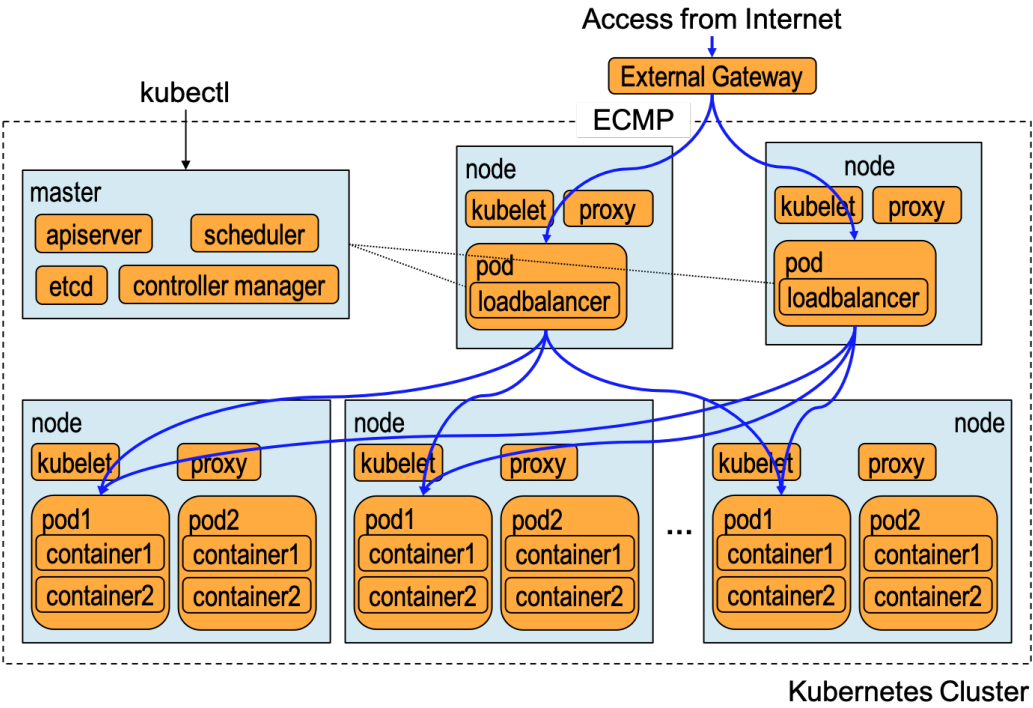 Access from Internet
External Gateway
kubectl
ECMP
master
apiserver
scheduler
etcd
controller manager
node
kubelet
proxy
pod
loadbalancer
node
kubelet
proxy
pod
loadbalancer
node
kubelet
proxy
pod1
container1
container2
pod2
container1
container2
node
kubelet
proxy
pod1
container1
container2
pod2
container1
container2
...
node
kubelet
proxy
pod1
container1
container2
pod2
container1
container2
Kubernetes Cluster